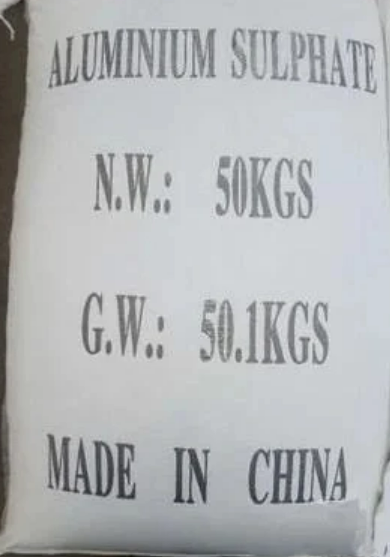 ALUMINIUM SULPHATE
N.W.: 50KGS
G.W.: 50.1KGS
MADE IN CHINA